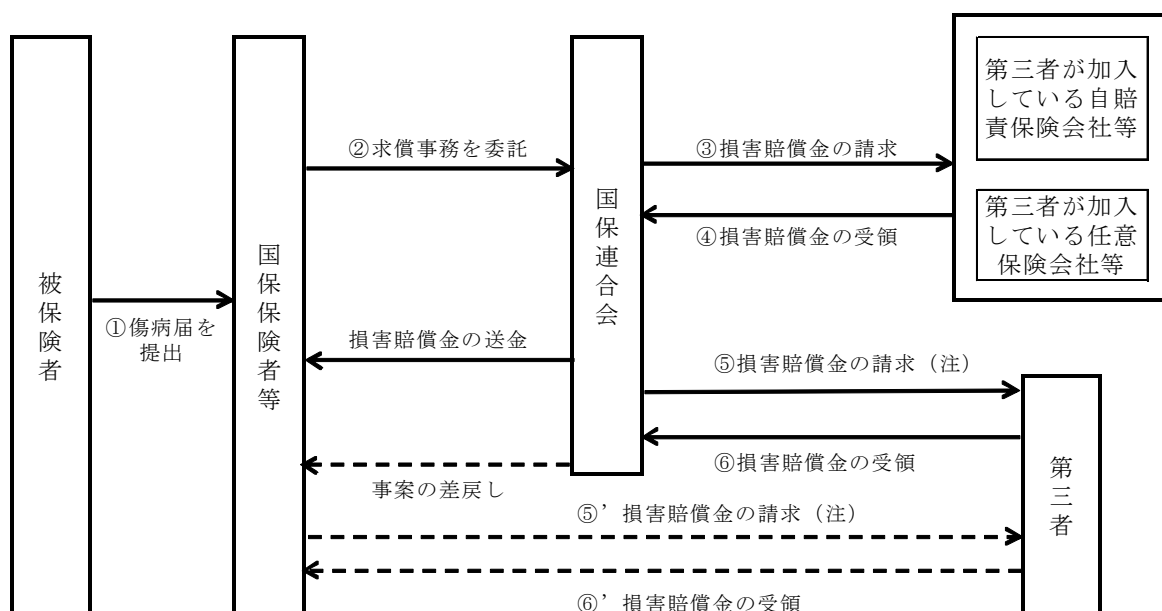 被保険者
①傷病届を
提出
国保保険者等
②求償事務を委託
国保連合会
③損害賠償金の請求
④損害賠償金の受領
第三者が加入
している自賠
責保険会社等
第三者が加入
している任意
保険会社等
損害賠償金の送金
⑤損害賠償金の請求（注）
⑥損害賠償金の受領
事案の差戻し
⑤’損害賠償金の請求（注）
⑥’損害賠償金の受領
第三者